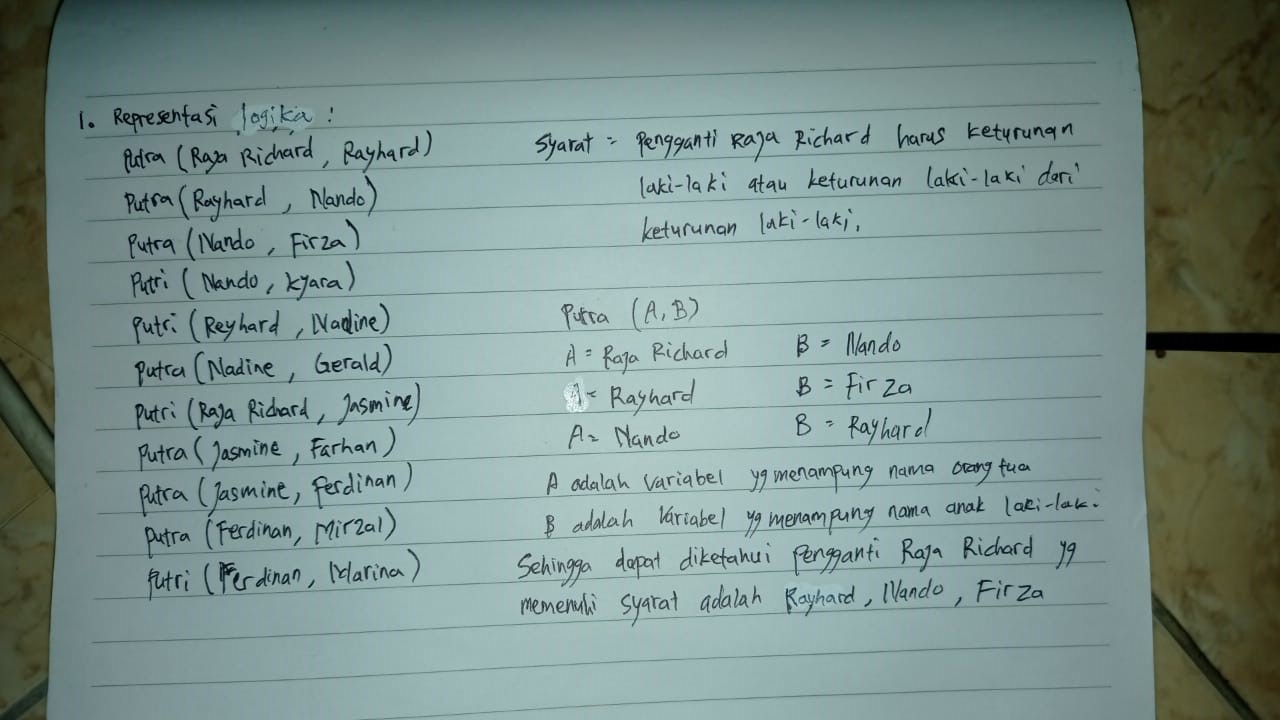 1. Representasi logika :
Putra (Raja Richard, Rayhard)
Putra (Rayhard, Nando)
Putra (Nando, Firza)
Putri (Nando, Kyara)
Putri (Reyhard, Nadine)
Putra (Nadine, Gerald)
Putri (Raja Richard, Jasmine)
Putra (Jasmine, Farhan)
Putra (Jasmine, Ferdinan)
Putra (Ferdinan, Mirzal)
Putri (Ferdinan, Marina)
Syarat = Pengganti Raja Richard harus keturunan
laki-laki atau keturunan laki-laki dari
keturunan laki-laki.
Putra (A, B)
A = Raja Richard B = Nando
A = Rayhard B = Firza
A = Nando B = Rayhard
A adalah variabel yg menampung nama orang tua
B adalah variabel yg menampung nama anak laki-laki.
Sehingga dapat diketahui pengganti Raja Richard yg
memenuhi syarat adalah Rayhard, Nando, Firza